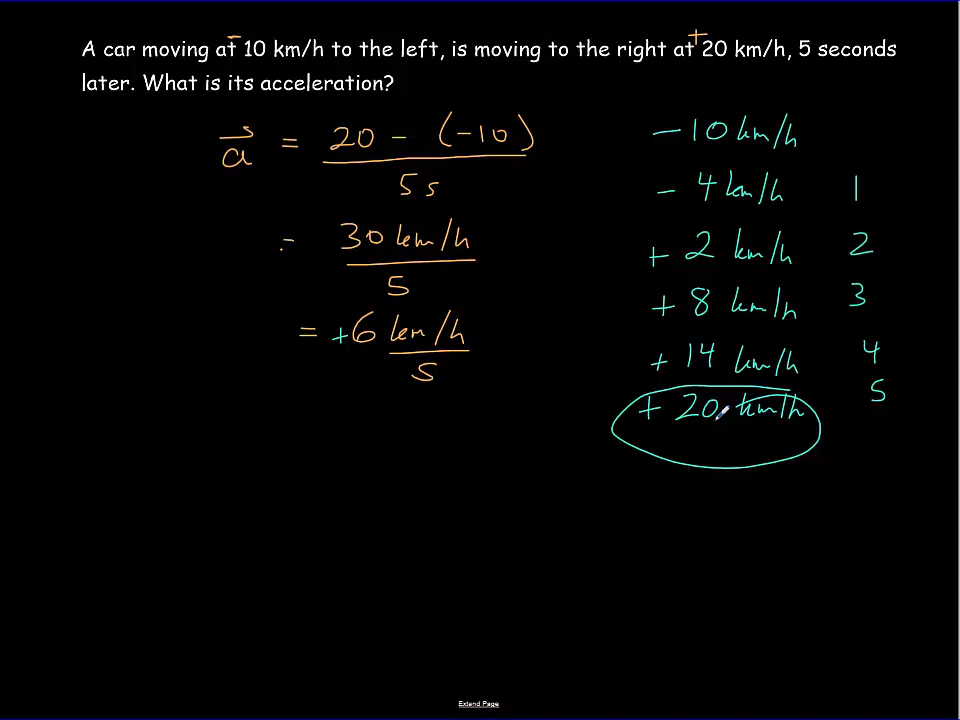 A car moving at 10 km/h to the left, is moving to the right at 20 km/h, 5 seconds
later. What is its acceleration?
a = 20 - (-10)
5 s
= 30 km/h
5
= +6 km/h
s
- 10 km/h
- 4 km/h 1
+ 2 km/h 2
+ 8 km/h 3
+ 14 km/h 4
+ 20 km/h 5
Extend Page